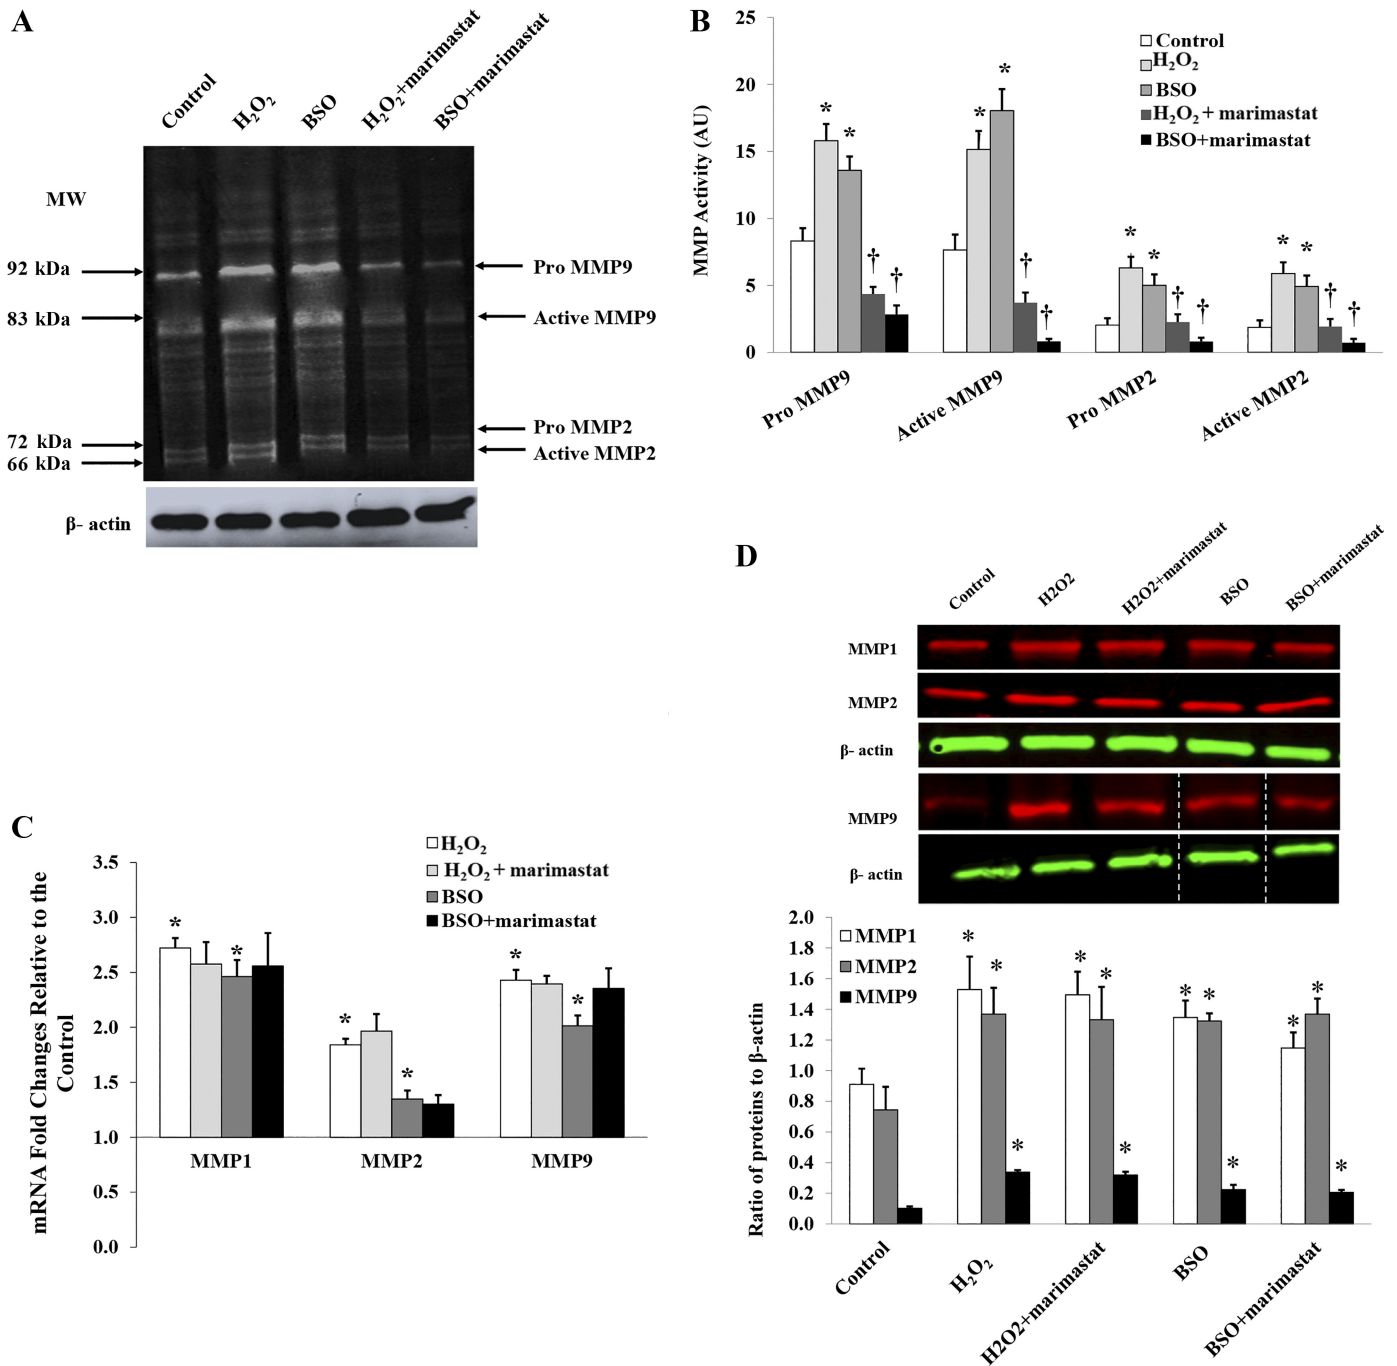 A
Control
H₂O₂
BSO
H₂O₂+marimastat
BSO+marimastat
MW
92 kDa
83 kDa
72 kDa
66 kDa
Pro MMP9
Active MMP9
Pro MMP2
Active MMP2
β- actin
B
MMP Activity (AU)
25
20
15
10
5
0
Control
H₂O₂
BSO
H₂O₂ + marimastat
BSO+marimastat
* * * * * * * *
† † † † † † † †
Pro MMP9
Active MMP9
Pro MMP2
Active MMP2
C
mRNA Fold Changes Relative to the
Control
3.5
3.0
2.5
2.0
1.5
1.0
0.5
0.0
H₂O₂
H₂O₂ + marimastat
BSO
BSO+marimastat
* * * * * *
MMP1
MMP2
MMP9
D
Control
H2O2
H2O2+marimastat
BSO
BSO+marimastat
MMP1
MMP2
β- actin
MMP9
β- actin
Ratio of proteins to β-actin
2.0
1.8
1.6
1.4
1.2
1.0
0.8
0.6
0.4
0.2
0.0
MMP1
MMP2
MMP9
* * * * * * * * * * * *
Control
H₂O₂
H2O2+marimastat
BSO
BSO+marimastat